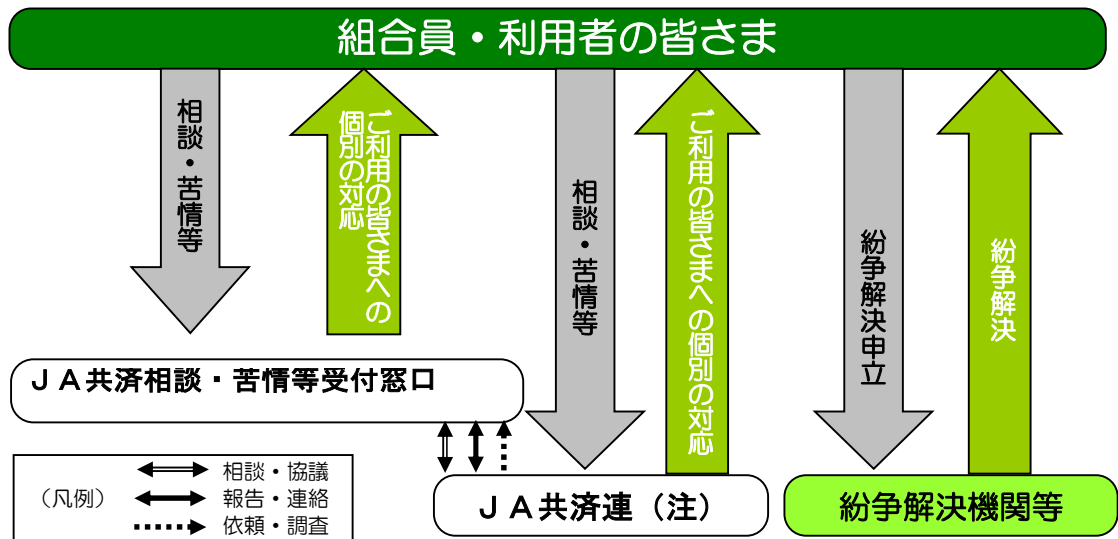 組合員・利用者の皆さま
相談・苦情等
ご利用の皆さまへの
個別の対応
相談・苦情等
ご利用の皆さまへの個別の対応
紛争解決申立
紛争解決
ＪＡ共済相談・苦情等受付窓口
（凡例）
相談・協議
報告・連絡
依頼・調査
ＪＡ共済連（注）
紛争解決機関等